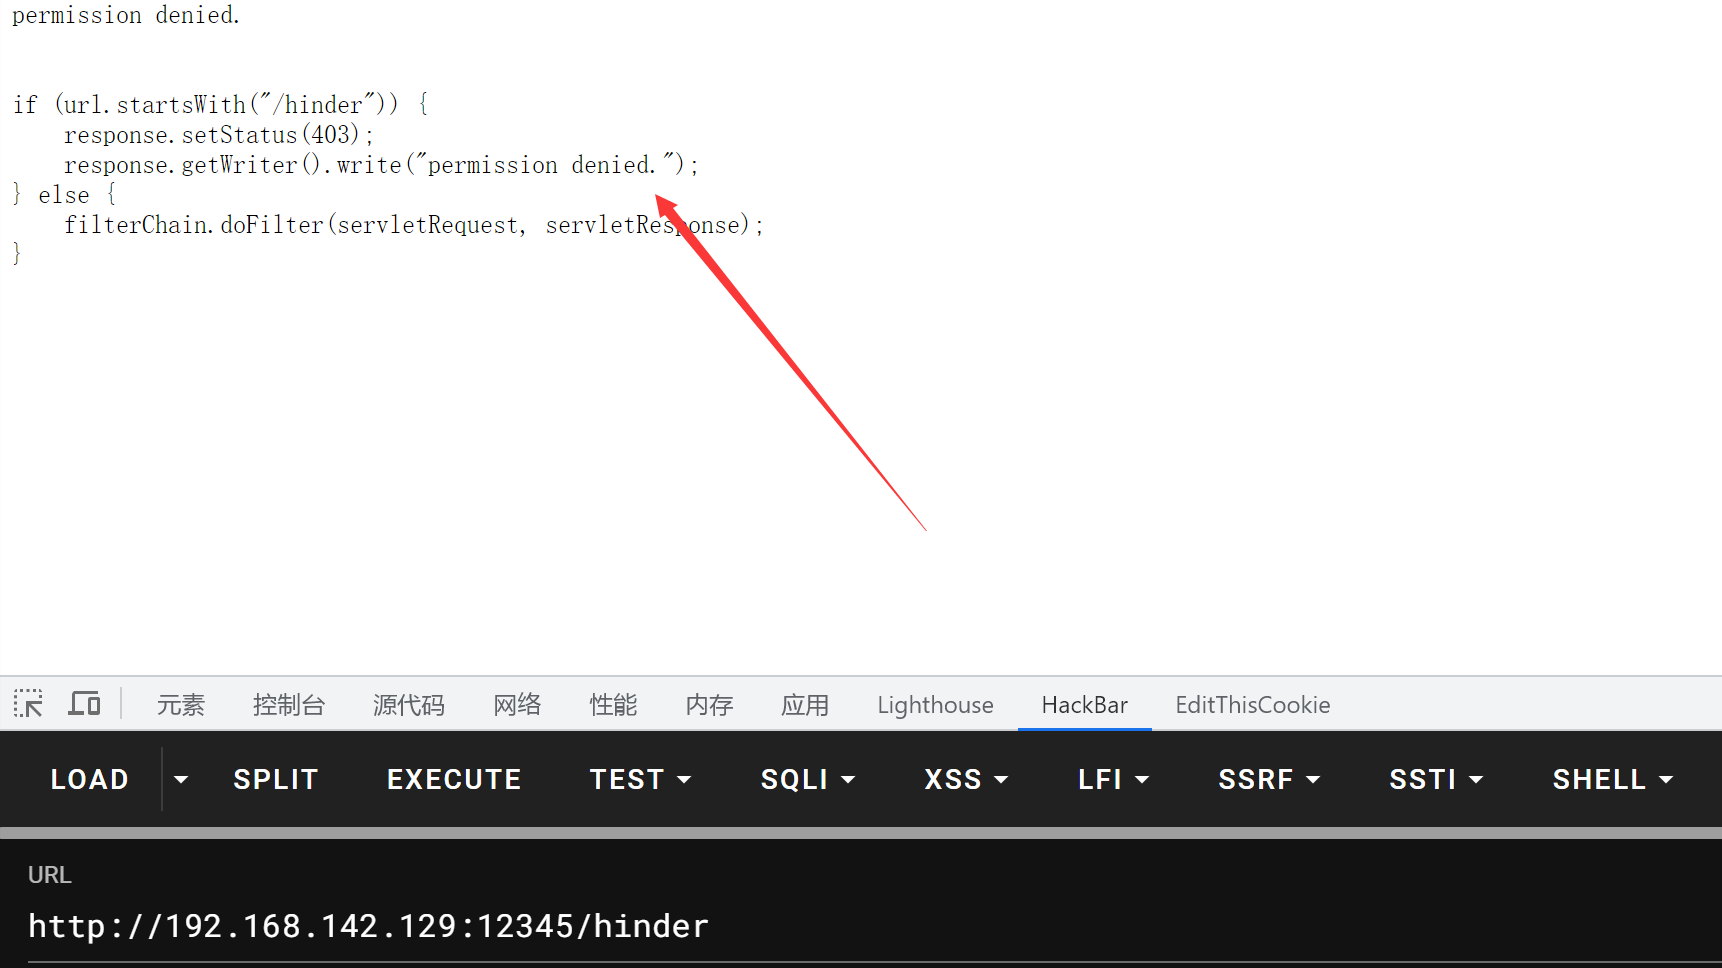 permission denied.
if (url.startsWith("/hinder")) {
    response.setStatus(403);
    response.getWriter().write("permission denied.");
} else {
    filterChain.doFilter(servletRequest, servletResponse);
}
元素 控制台 源代码 网络 性能 内存 应用 Lighthouse HackBar EditThisCookie
LOAD SPLIT EXECUTE TEST SQLI XSS LFI SSRF SSTI SHELL
URL
http://192.168.142.129:12345/hinder